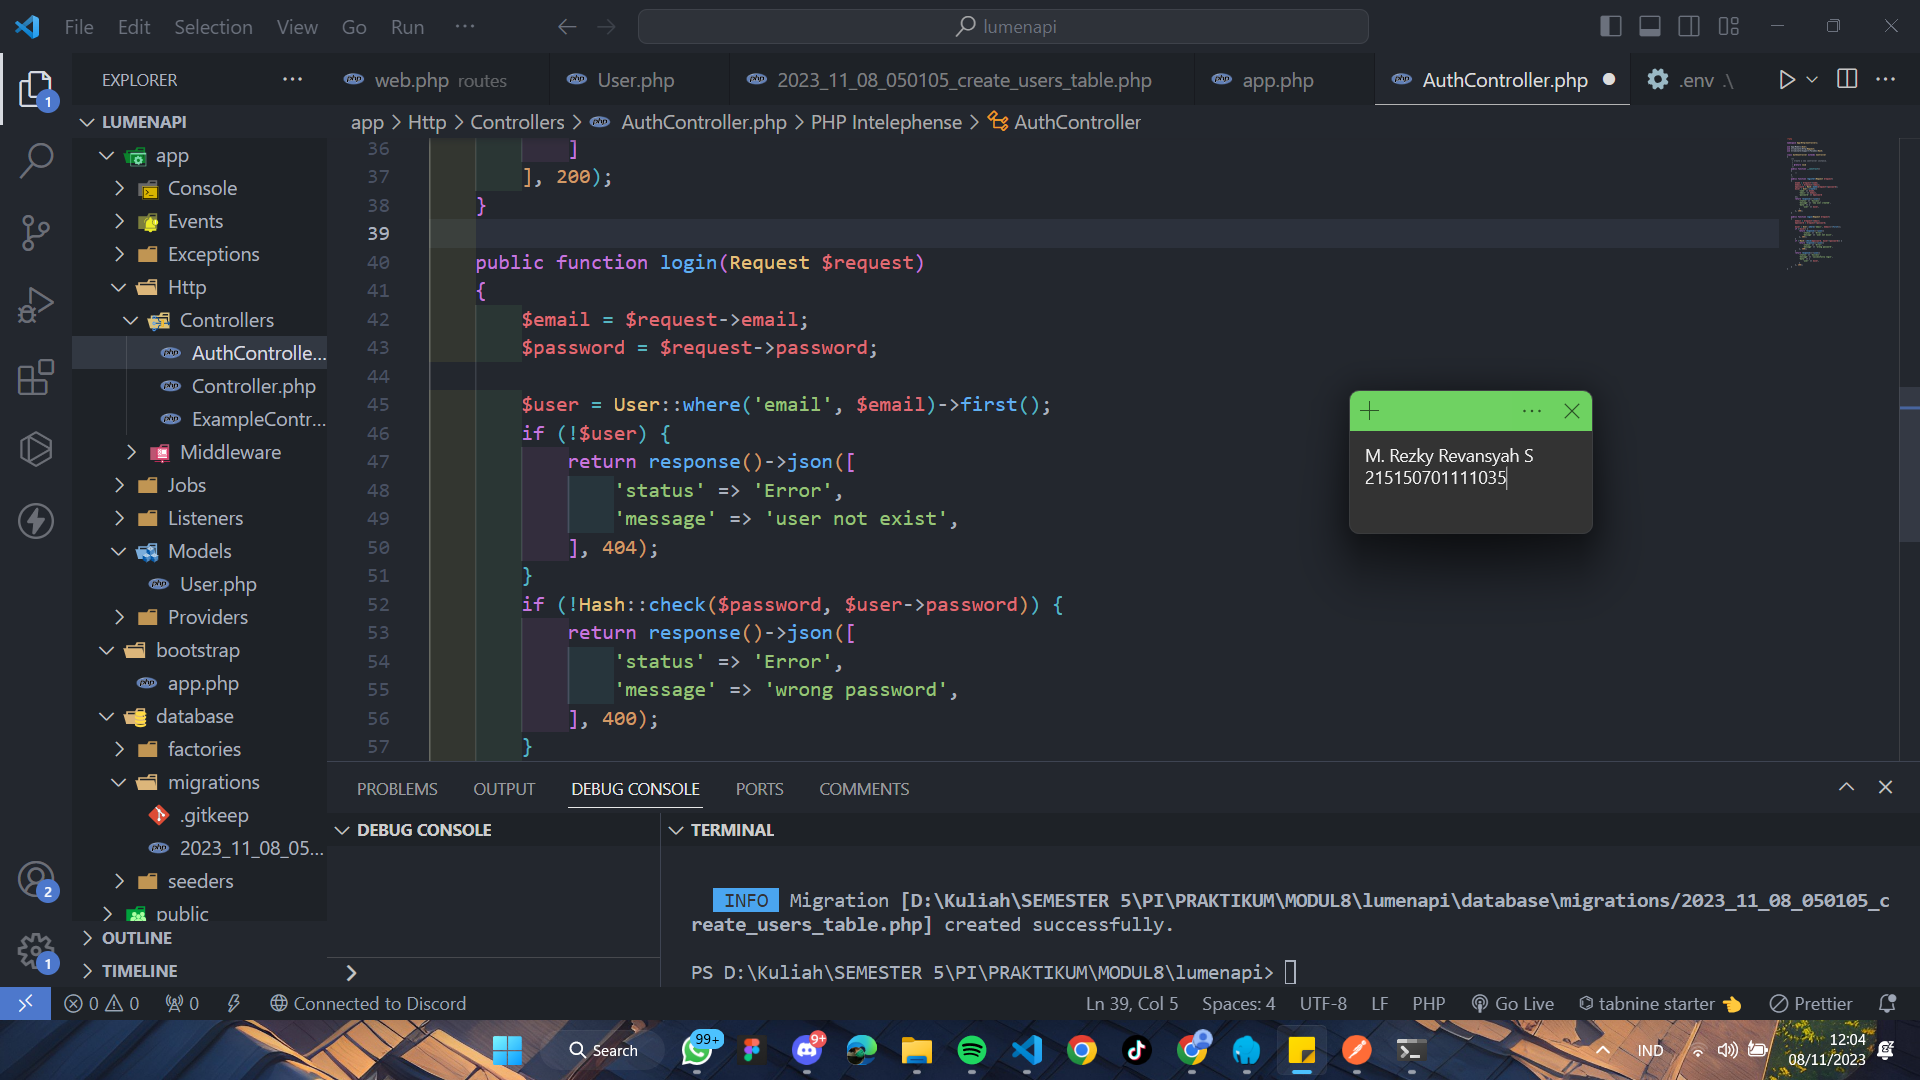 File Edit Selection View Go Run ···
lumenapi
EXPLORER ···
web.php routes
User.php
2023_11_08_050105_create_users_table.php
app.php
AuthController.php
.env .\
app > Http > Controllers > AuthController.php > PHP Intelephense > AuthController
LUMENAPI
app
Console
Events
Exceptions
Http
Controllers
AuthControlle...
Controller.php
ExampleContr...
Middleware
Jobs
Listeners
Models
User.php
Providers
bootstrap
app.php
database
factories
migrations
.gitkeep
2023_11_08_05...
seeders
public
OUTLINE
TIMELINE
36 ]
37 ], 200);
38 }
39
40 public function login(Request $request)
41 {
42 $email = $request->email;
43 $password = $request->password;
44
45 $user = User::where('email', $email)->first();
46 if (!$user) {
47 return response()->json([
48 'status' => 'Error',
49 'message' => 'user not exist',
50 ], 404);
51 }
52 if (!Hash::check($password, $user->password)) {
53 return response()->json([
54 'status' => 'Error',
55 'message' => 'wrong password',
56 ], 400);
57 }
M. Rezky Revansyah S
215150701111035
PROBLEMS OUTPUT DEBUG CONSOLE PORTS COMMENTS
DEBUG CONSOLE
TERMINAL
INFO Migration [D:\Kuliah\SEMESTER 5\PI\PRAKTIKUM\MODUL8\lumenapi\database\migrations/2023_11_08_050105_c
reate_users_table.php] created successfully.
PS D:\Kuliah\SEMESTER 5\PI\PRAKTIKUM\MODUL8\lumenapi>
1
2
1
0 0 0 Connected to Discord
Ln 39, Col 5 Spaces: 4 UTF-8 LF PHP Go Live tabnine starter Prettier
Search
99+
9+
IND
12:04
08/11/2023